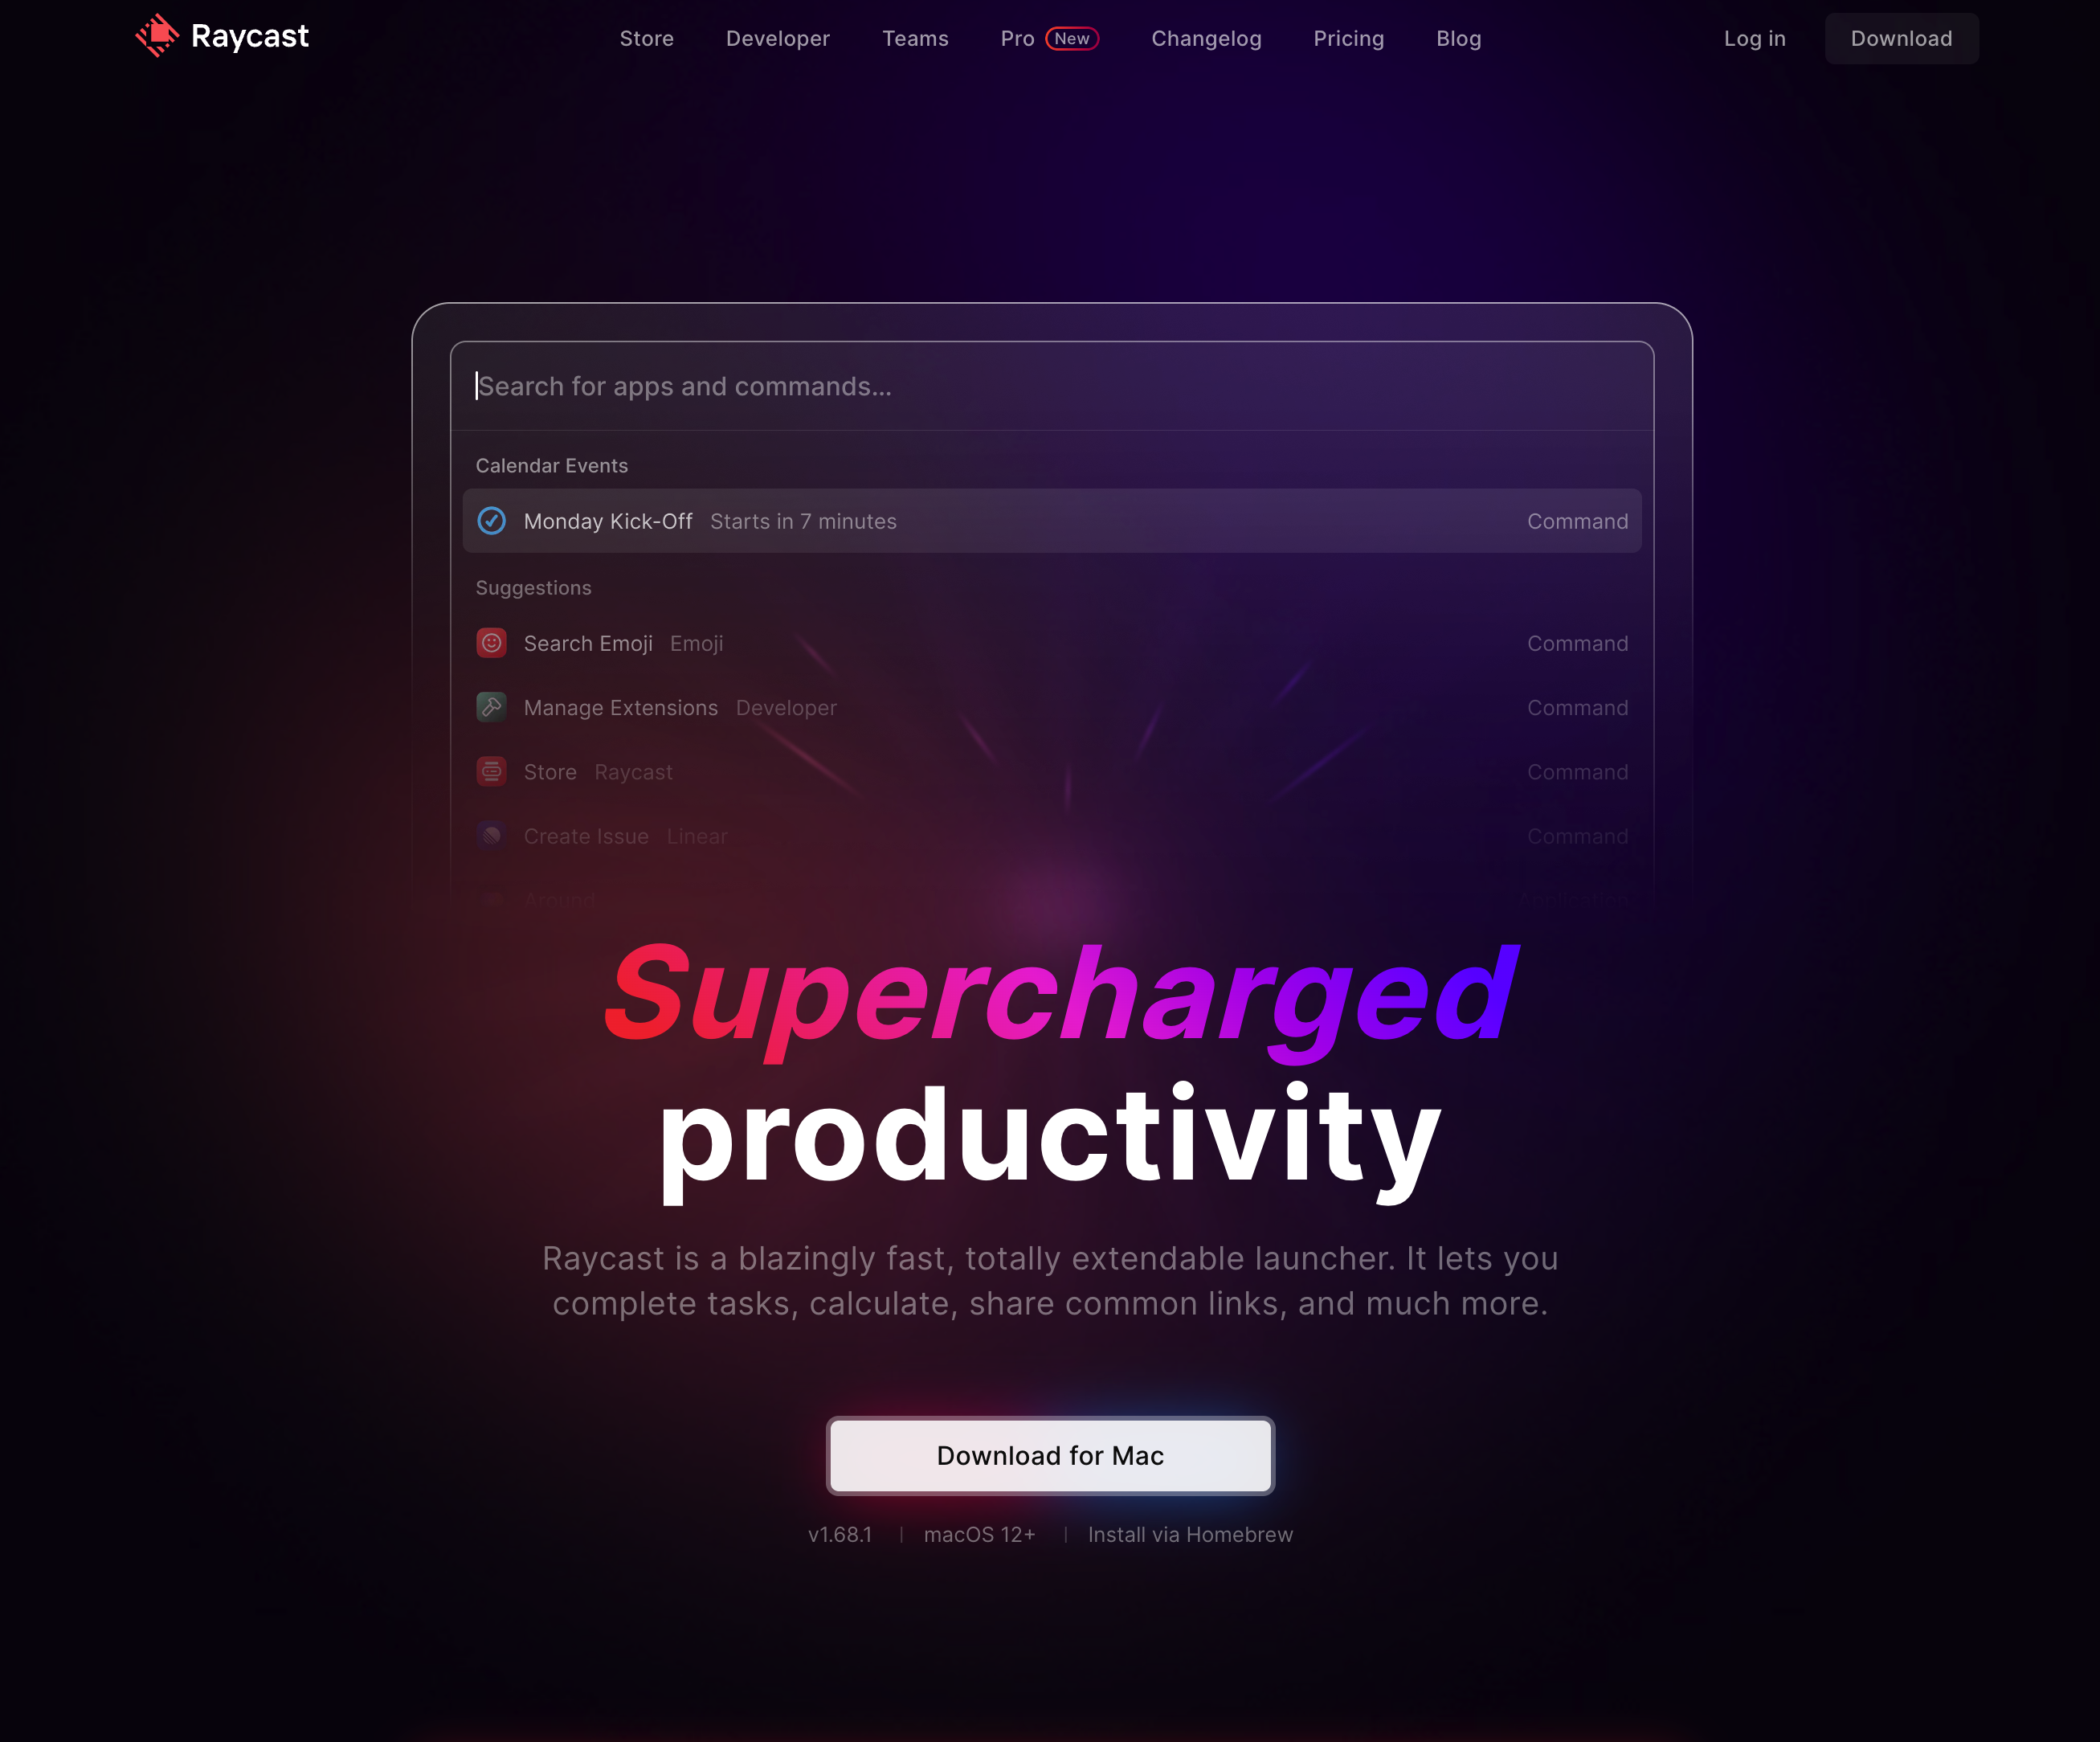 Raycast
Store Developer Teams Pro New Changelog Pricing Blog Log in Download
Search for apps and commands...
Calendar Events
Monday Kick-Off Starts in 7 minutes Command
Suggestions
Search Emoji Emoji Command
Manage Extensions Developer Command
Store Raycast Command
Create Issue Linear Command
Around Application
Supercharged
productivity
Raycast is a blazingly fast, totally extendable launcher. It lets you
complete tasks, calculate, share common links, and much more.
Download for Mac
v1.68.1 | macOS 12+ | Install via Homebrew